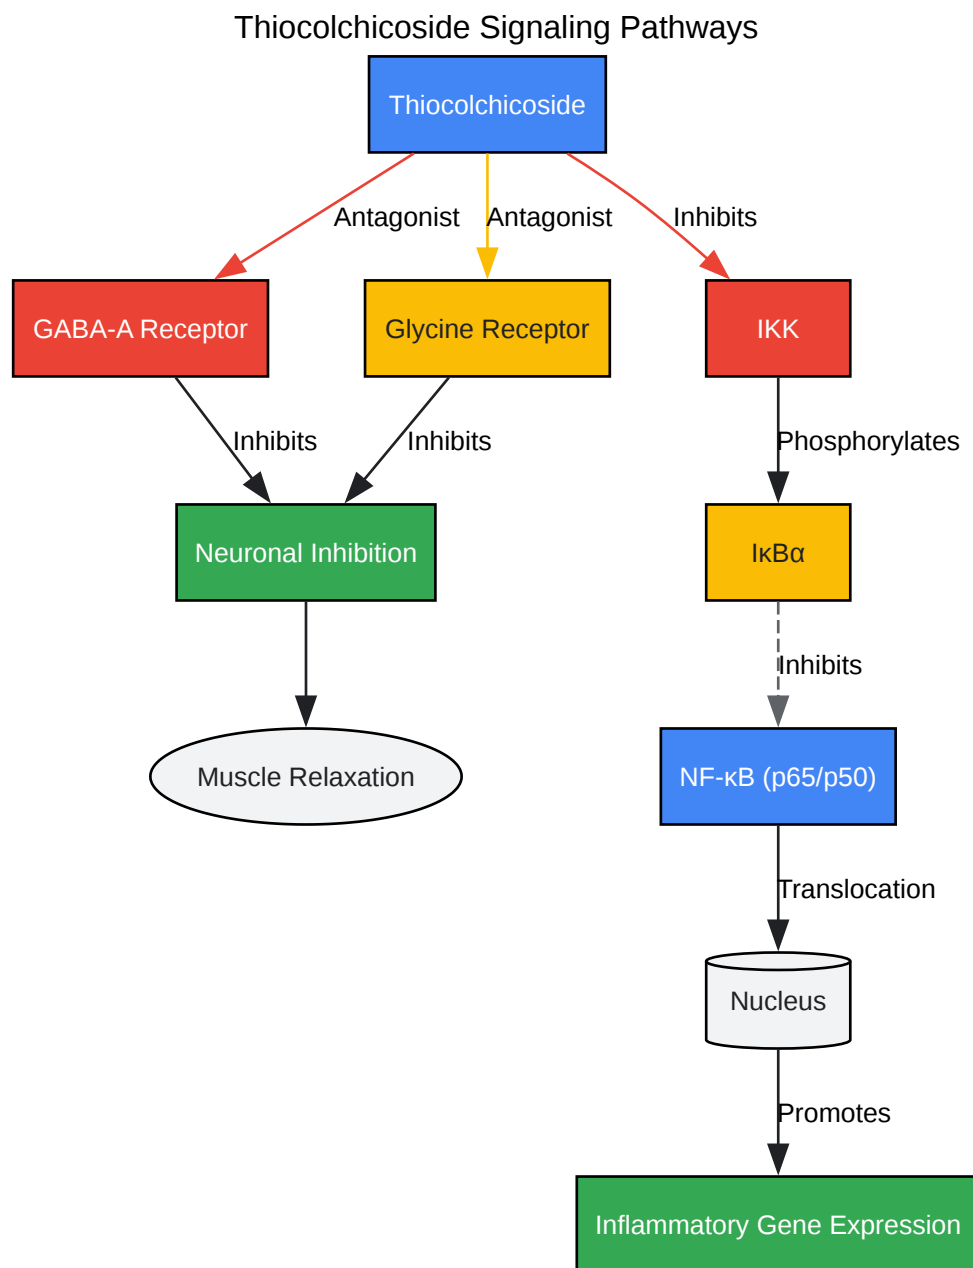 Thiocolchicoside Signaling Pathways
Thiocolchicoside
Antagonist
Antagonist
Inhibits
GABA-A Receptor
Glycine Receptor
IKK
Inhibits
Inhibits
Phosphorylates
Neuronal Inhibition
IκBα
Inhibits
Muscle Relaxation
NF-κB (p65/p50)
Translocation
Nucleus
Promotes
Inflammatory Gene Expression